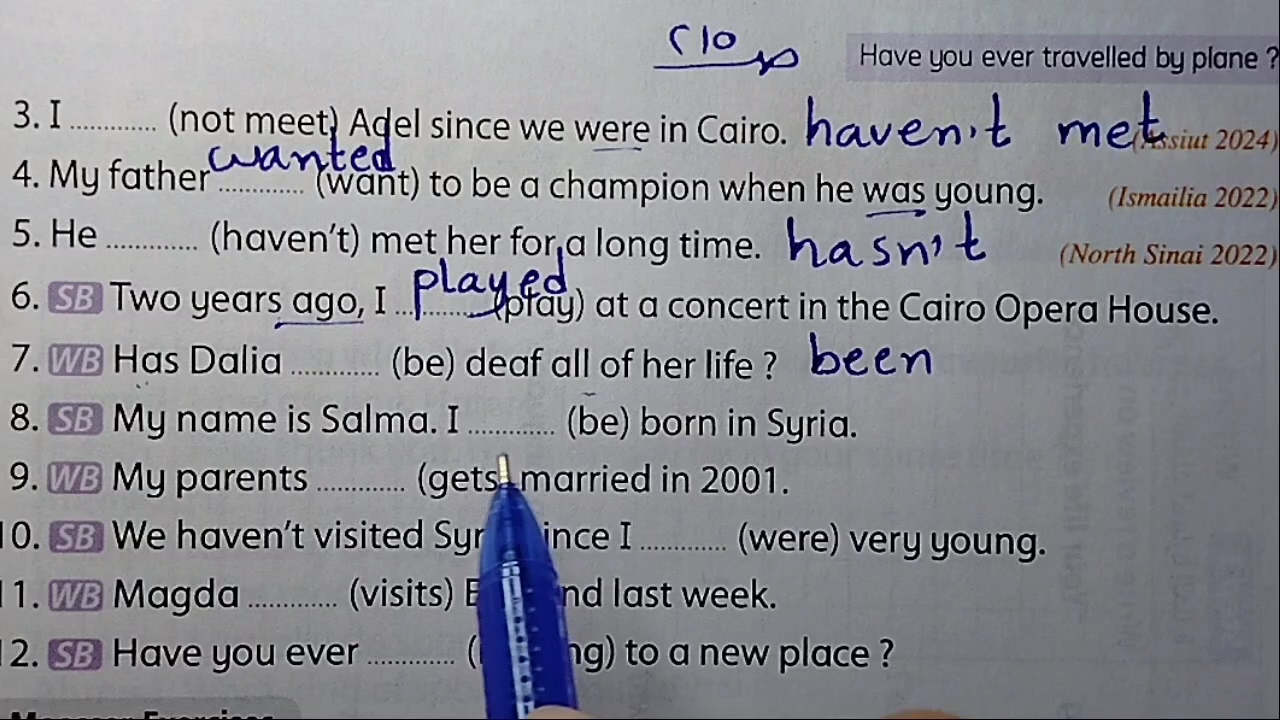 Have you ever travelled by plane ?
3. I ............ (not meet) Adel since we were in Cairo. haven't met (Assiut 2024)
wanted
4. My father ............ (want) to be a champion when he was young. (Ismailia 2022)
5. He ............ (haven't) met her for a long time. hasn't (North Sinai 2022)
played
6. SB Two years ago, I ............ (play) at a concert in the Cairo Opera House.
7. WB Has Dalia ............ (be) deaf all of her life ? been
8. SB My name is Salma. I ............ (be) born in Syria.
9. WB My parents ............ (gets) married in 2001.
10. SB We haven't visited since I ............ (were) very young.
11. WB Magda ............ (visits) last week.
12. SB Have you ever ............ to a new place ?